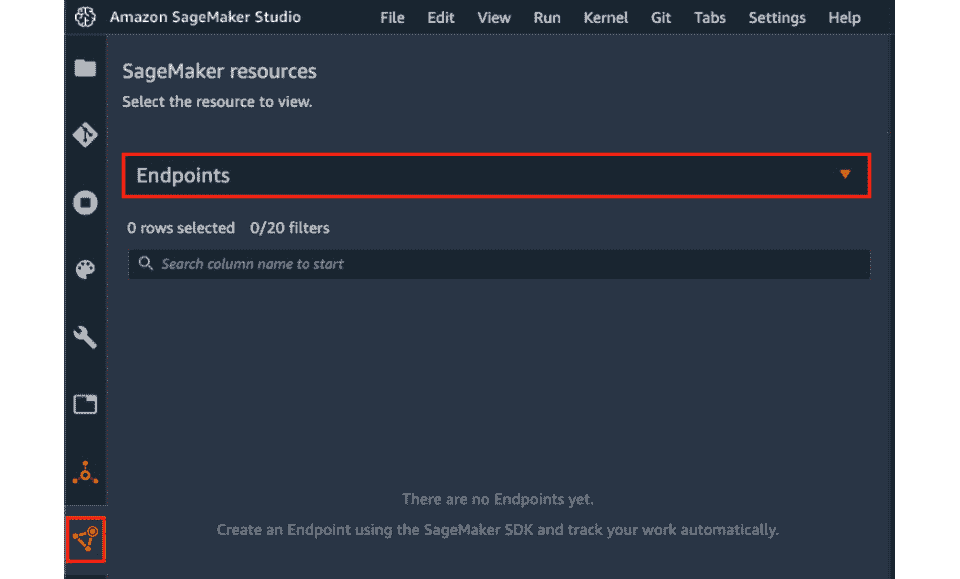 Amazon SageMaker Studio File Edit View Run Kernel Git Tabs Settings Help
SageMaker resources
Select the resource to view.
Endpoints
0 rows selected 0/20 filters
Search column name to start
There are no Endpoints yet.
Create an Endpoint using the SageMaker SDK and track your work automatically.